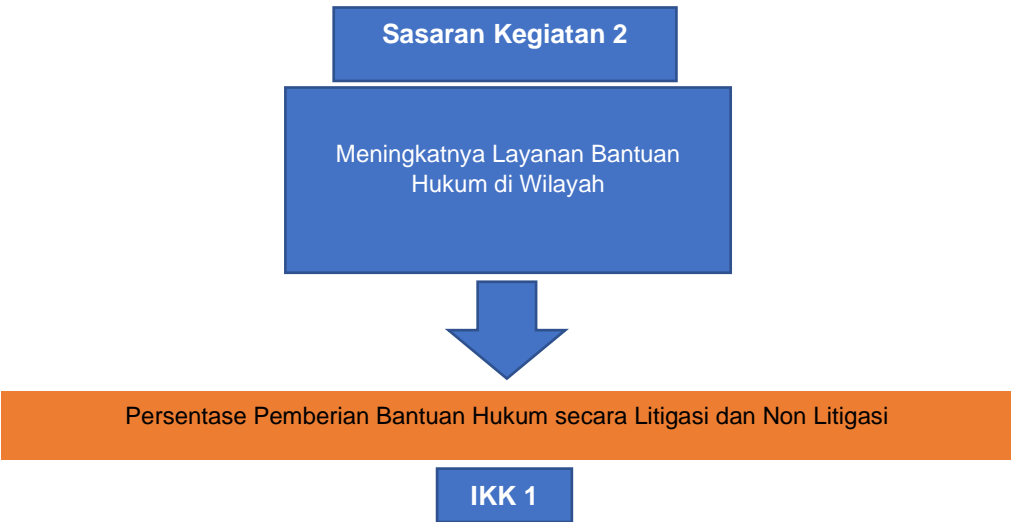 Sasaran Kegiatan 2
Meningkatnya Layanan Bantuan
Hukum di Wilayah
Persentase Pemberian Bantuan Hukum secara Litigasi dan Non Litigasi
IKK 1